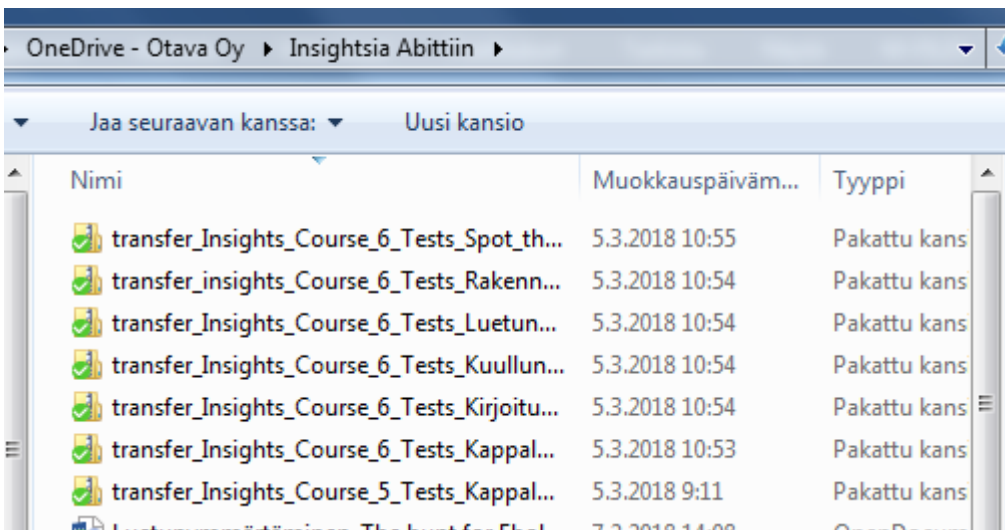 OneDrive - Otava Oy ▸ Insightsia Abittiin ▸
Jaa seuraavan kanssa: Uusi kansio
Nimi Muokkauspäiväm... Tyyppi
transfer_Insights_Course_6_Tests_Spot_th... 5.3.2018 10:55 Pakattu kans
transfer_insights_Course_6_Tests_Rakenn... 5.3.2018 10:54 Pakattu kans
transfer_Insights_Course_6_Tests_Luetun... 5.3.2018 10:54 Pakattu kans
transfer_Insights_Course_6_Tests_Kuullun... 5.3.2018 10:54 Pakattu kans
transfer_Insights_Course_6_Tests_Kirjoitu... 5.3.2018 10:54 Pakattu kans
transfer_Insights_Course_6_Tests_Kappal... 5.3.2018 10:53 Pakattu kans
transfer_Insights_Course_5_Tests_Kappal... 5.3.2018 9:11 Pakattu kans